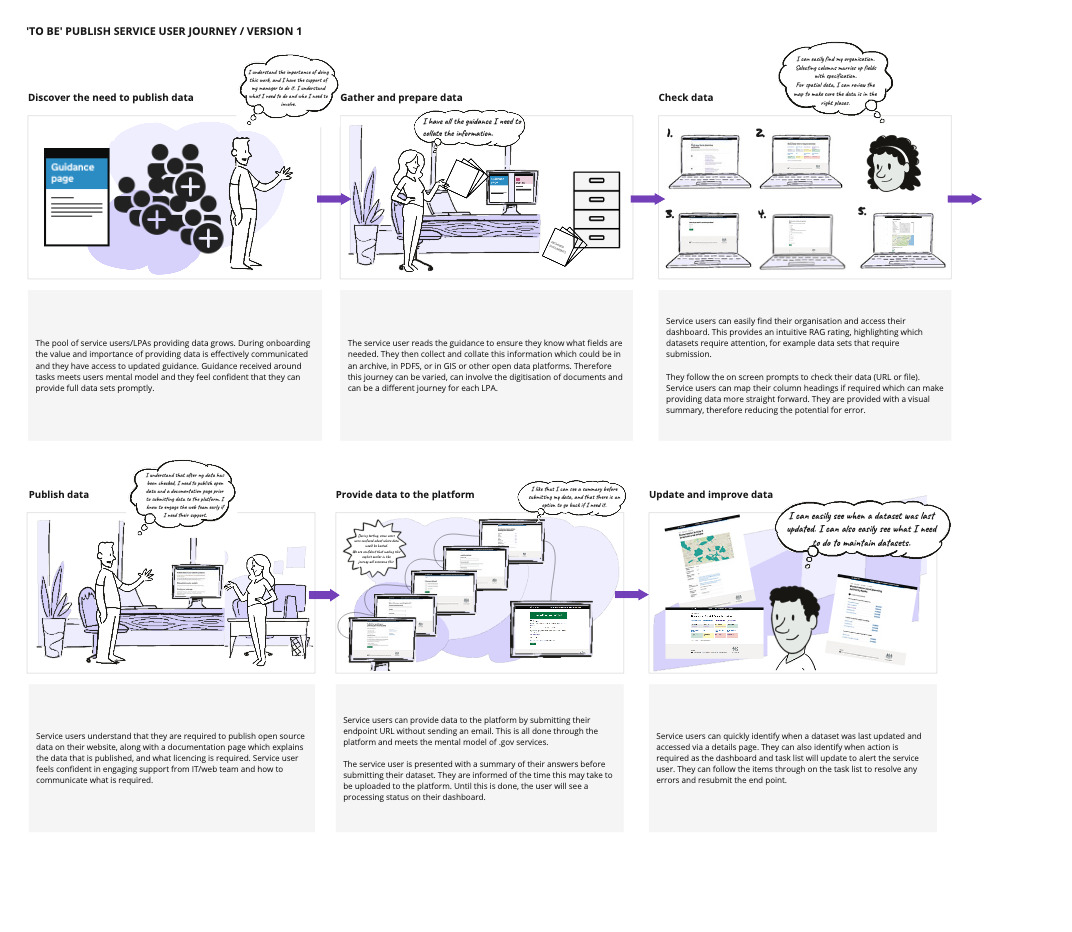 'TO BE' PUBLISH SERVICE USER JOURNEY / VERSION 1
Discover the need to publish data
I understand the importance of doing
this work, and I have the support of
my manager to do it. I understand
what I need to do and who I need to
involve.
Guidance
page
The pool of service users/LPAs providing data grows. During onboarding
the value and importance of providing data is effectively communicated
and they have access to updated guidance. Guidance received around
tasks meets users mental model and they feel confident that they can
provide full data sets promptly.
Gather and prepare data
I have all the guidance I need to
collate the information.
The service user reads the guidance to ensure they know what fields are
needed. They then collect and collate this information which could be in
an archive, in PDFS, or in GIS or other open data platforms. Therefore
this journey can be varied, can involve the digitisation of documents and
can be a different journey for each LPA.
Check data
I can easily find my organisation.
Selecting columns marries up fields
with specification.
For spatial data, I can review the
map to make sure the data is in the
right places.
1.
2.
3.
4.
5.
Service users can easily find their organisation and access their
dashboard. This provides an intuitive RAG rating, highlighting which
datasets require attention, for example data sets that require
submission.
They follow the on screen prompts to check their data (URL or file).
Service users can map their column headings if required which can make
providing data more straight forward. They are provided with a visual
summary, therefore reducing the potential for error.
Publish data
I understand that after my data has
been checked, I need to publish open
data and a documentation page prior
to submitting data to the platform. I
know to engage the web team early if
I need their support.
Service users understand that they are required to publish open source
data on their website, along with a documentation page which explains
the data that is published, and what licencing is required. Service user
feels confident in engaging support from IT/web team and how to
communicate what is required.
Provide data to the platform
I like that I can see a summary before
submitting my data, and that there is an
option to go back if I need it.
Service users can provide data to the platform by submitting their
endpoint URL without sending an email. This is all done through the
platform and meets the mental model of .gov services.
The service user is presented with a summary of their answers before
submitting their dataset. They are informed of the time this may take to
be uploaded to the platform. Until this is done, the user will see a
processing status on their dashboard.
Update and improve data
I can easily see when a dataset was last
updated. I can also easily see what I need
to do to maintain datasets.
Service users can quickly identify when a dataset was last updated and
accessed via a details page. They can also identify when action is
required as the dashboard and task list will update to alert the service
user. They can follow the items through on the task list to resolve any
errors and resubmit the end point.